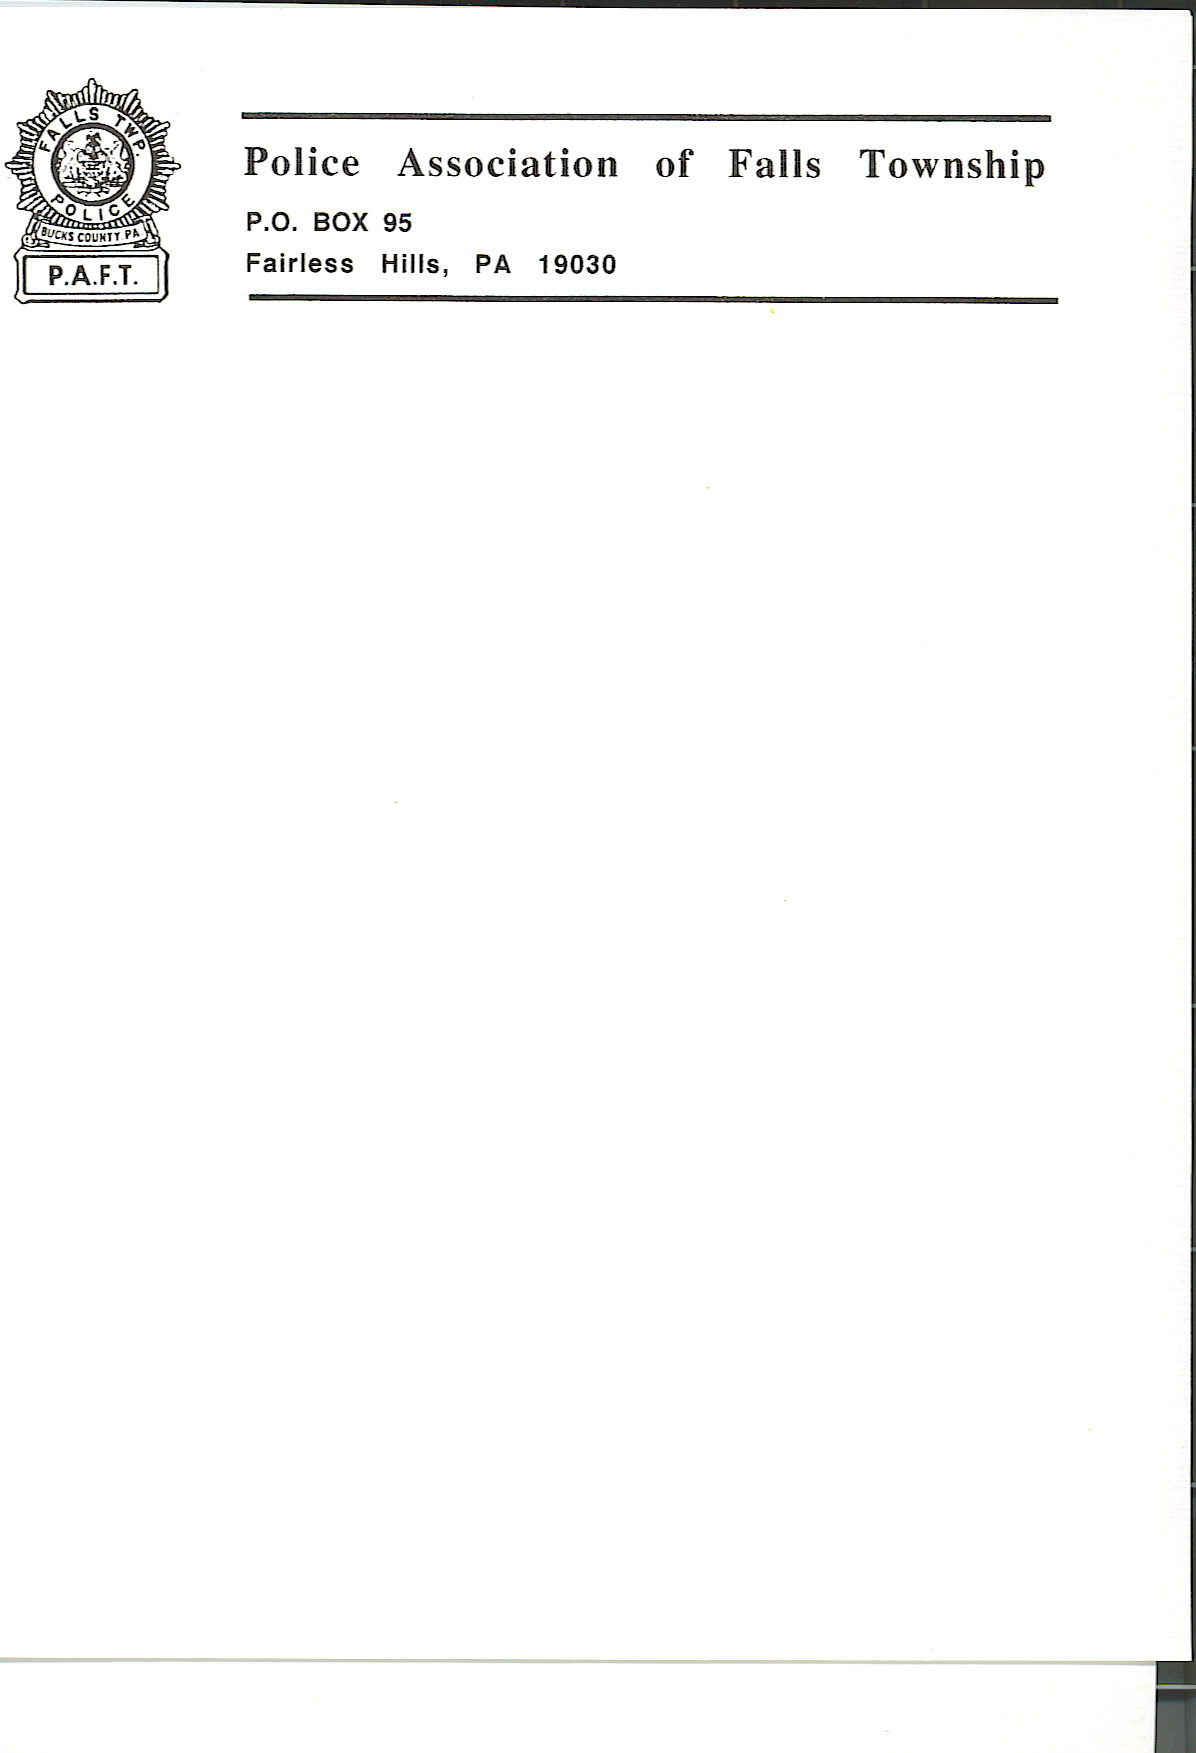 FALLS TWP.
POLICE
BUCKS COUNTY PA
P.A.F.T.
Police Association of Falls Township
P.O. BOX 95
Fairless Hills, PA 19030